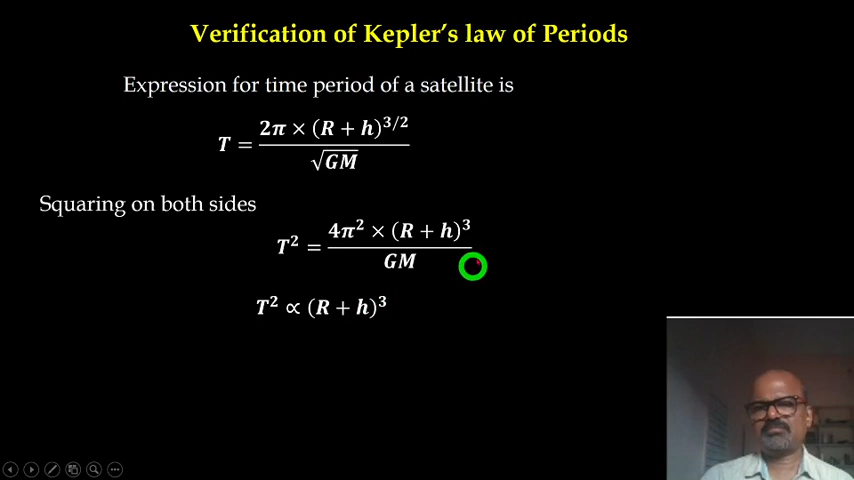 Verification of Kepler's law of Periods
Expression for time period of a satellite is
T = 2π × (R + h)^{3/2} / √GM
Squaring on both sides
T² = 4π² × (R + h)³ / GM
T² ∝ (R + h)³